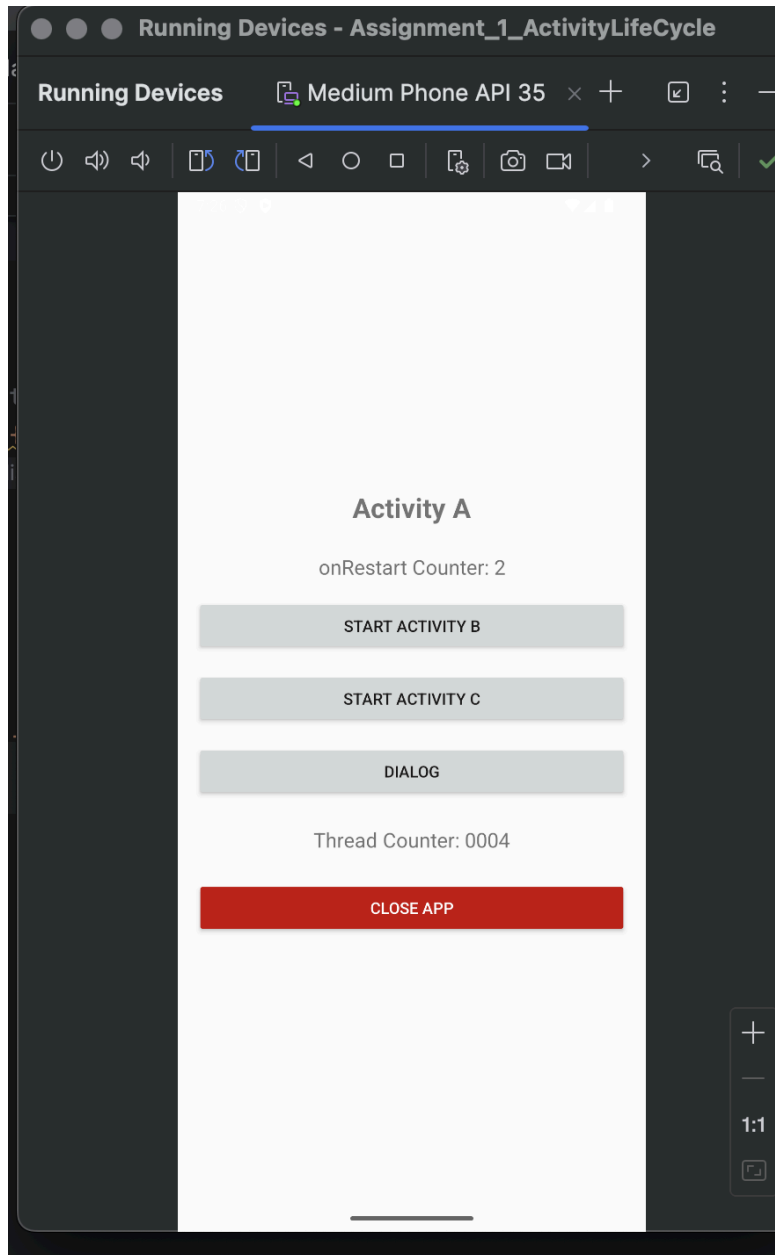 Running Devices - Assignment_1_ActivityLifeCycle
Running Devices Medium Phone API 35
Activity A
onRestart Counter: 2
START ACTIVITY B
START ACTIVITY C
DIALOG
Thread Counter: 0004
CLOSE APP
1:1